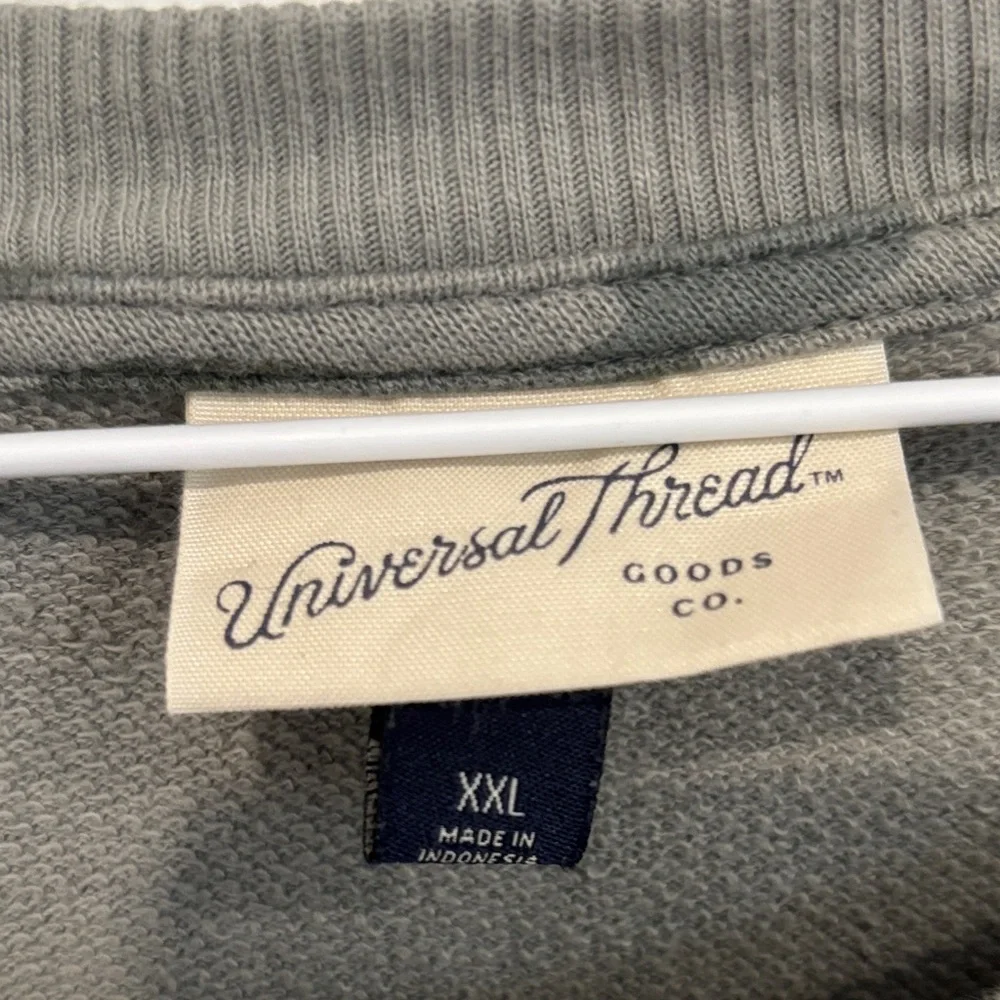 Universal Thread™
GOODS
CO.
XXL
MADE IN
INDONESIA